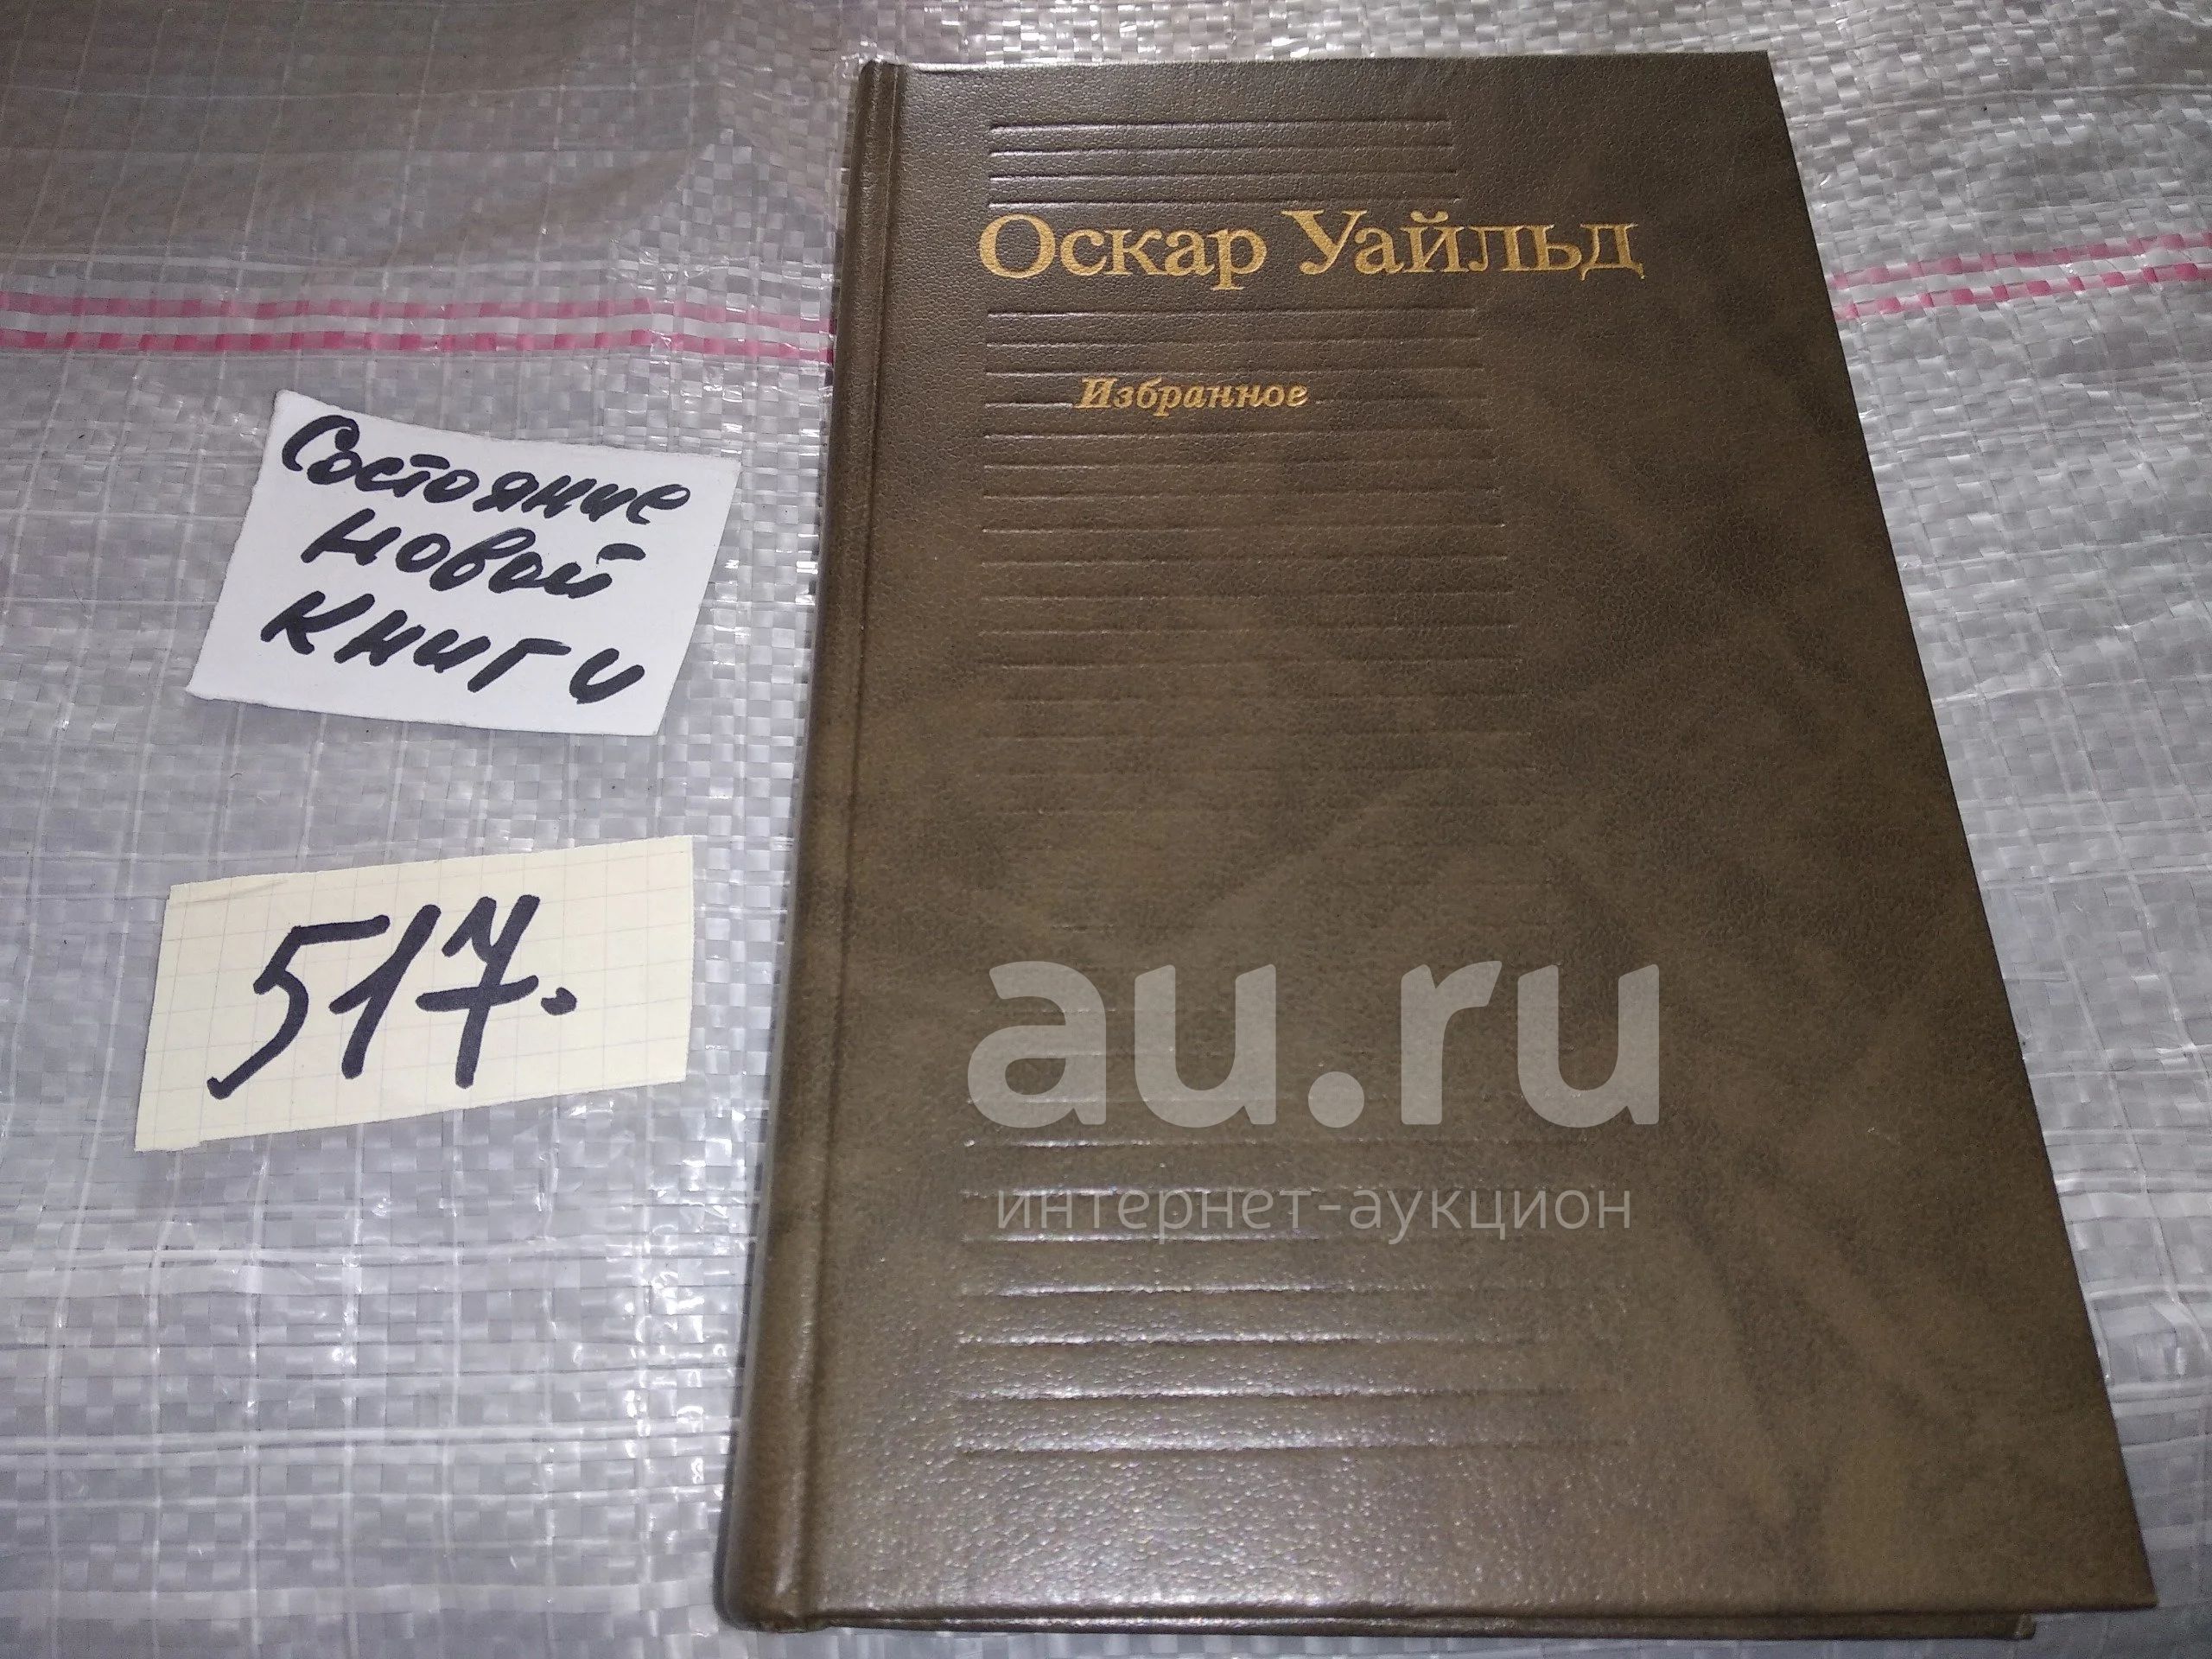 Оскар Уайльд
Избранное
Состояние
новой
книги
517.
au.ru
интернет-аукцион